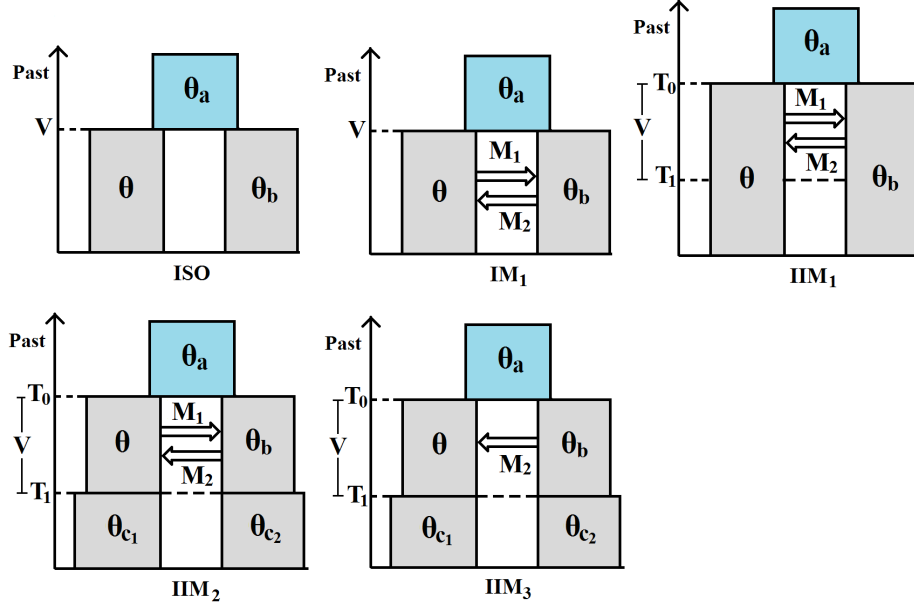 Past
θa
V
θ
θb
ISO
Past
θa
V
M1
θ
θb
M2
IM1
Past
θa
T0
M1
V
M2
T1
θ
θb
IIM1
Past
θa
T0
M1
V
θ
θb
M2
T1
θc1
θc2
IIM2
Past
θa
T0
V
θ
θb
M2
T1
θc1
θc2
IIM3